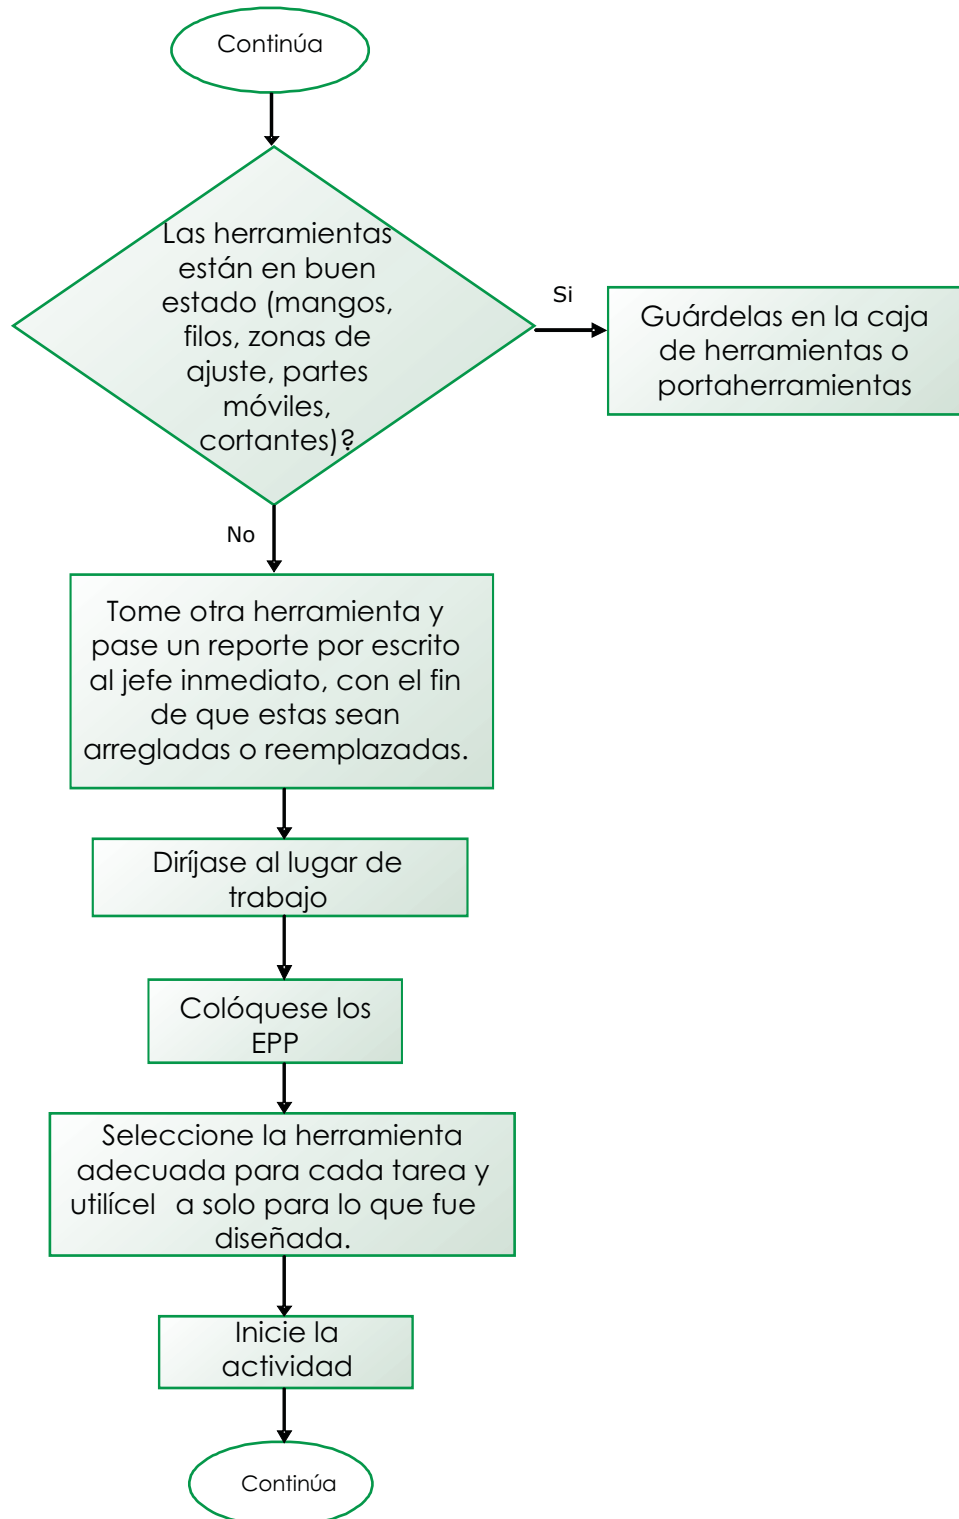 Continúa
Las herramientas
están en buen
estado (mangos,
filos, zonas de
ajuste, partes
móviles,
cortantes)?
Si
Guárdelas en la caja
de herramientas o
portaherramientas
No
Tome otra herramienta y
pase un reporte por escrito
al jefe inmediato, con el fin
de que estas sean
arregladas o reemplazadas.
Diríjase al lugar de
trabajo
Colóquese los
EPP
Seleccione la herramienta
adecuada para cada tarea y
utilícel a solo para lo que fue
diseñada.
Inicie la
actividad
Continúa